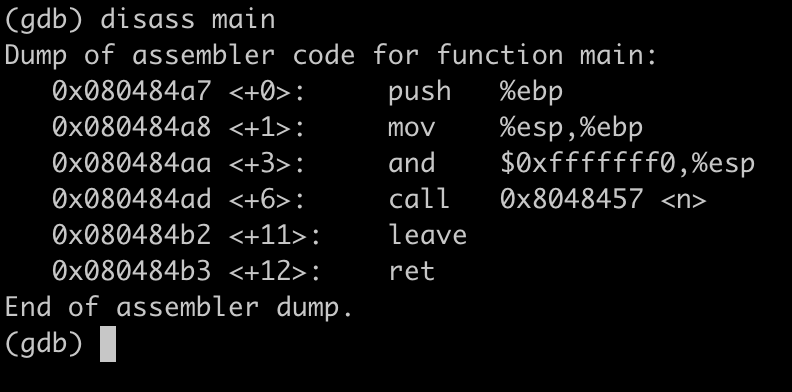 (gdb) disass main
Dump of assembler code for function main:
   0x080484a7 <+0>:     push   %ebp
   0x080484a8 <+1>:     mov    %esp,%ebp
   0x080484aa <+3>:     and    $0xfffffff0,%esp
   0x080484ad <+6>:     call   0x8048457 <n>
   0x080484b2 <+11>:    leave
   0x080484b3 <+12>:    ret
End of assembler dump.
(gdb)